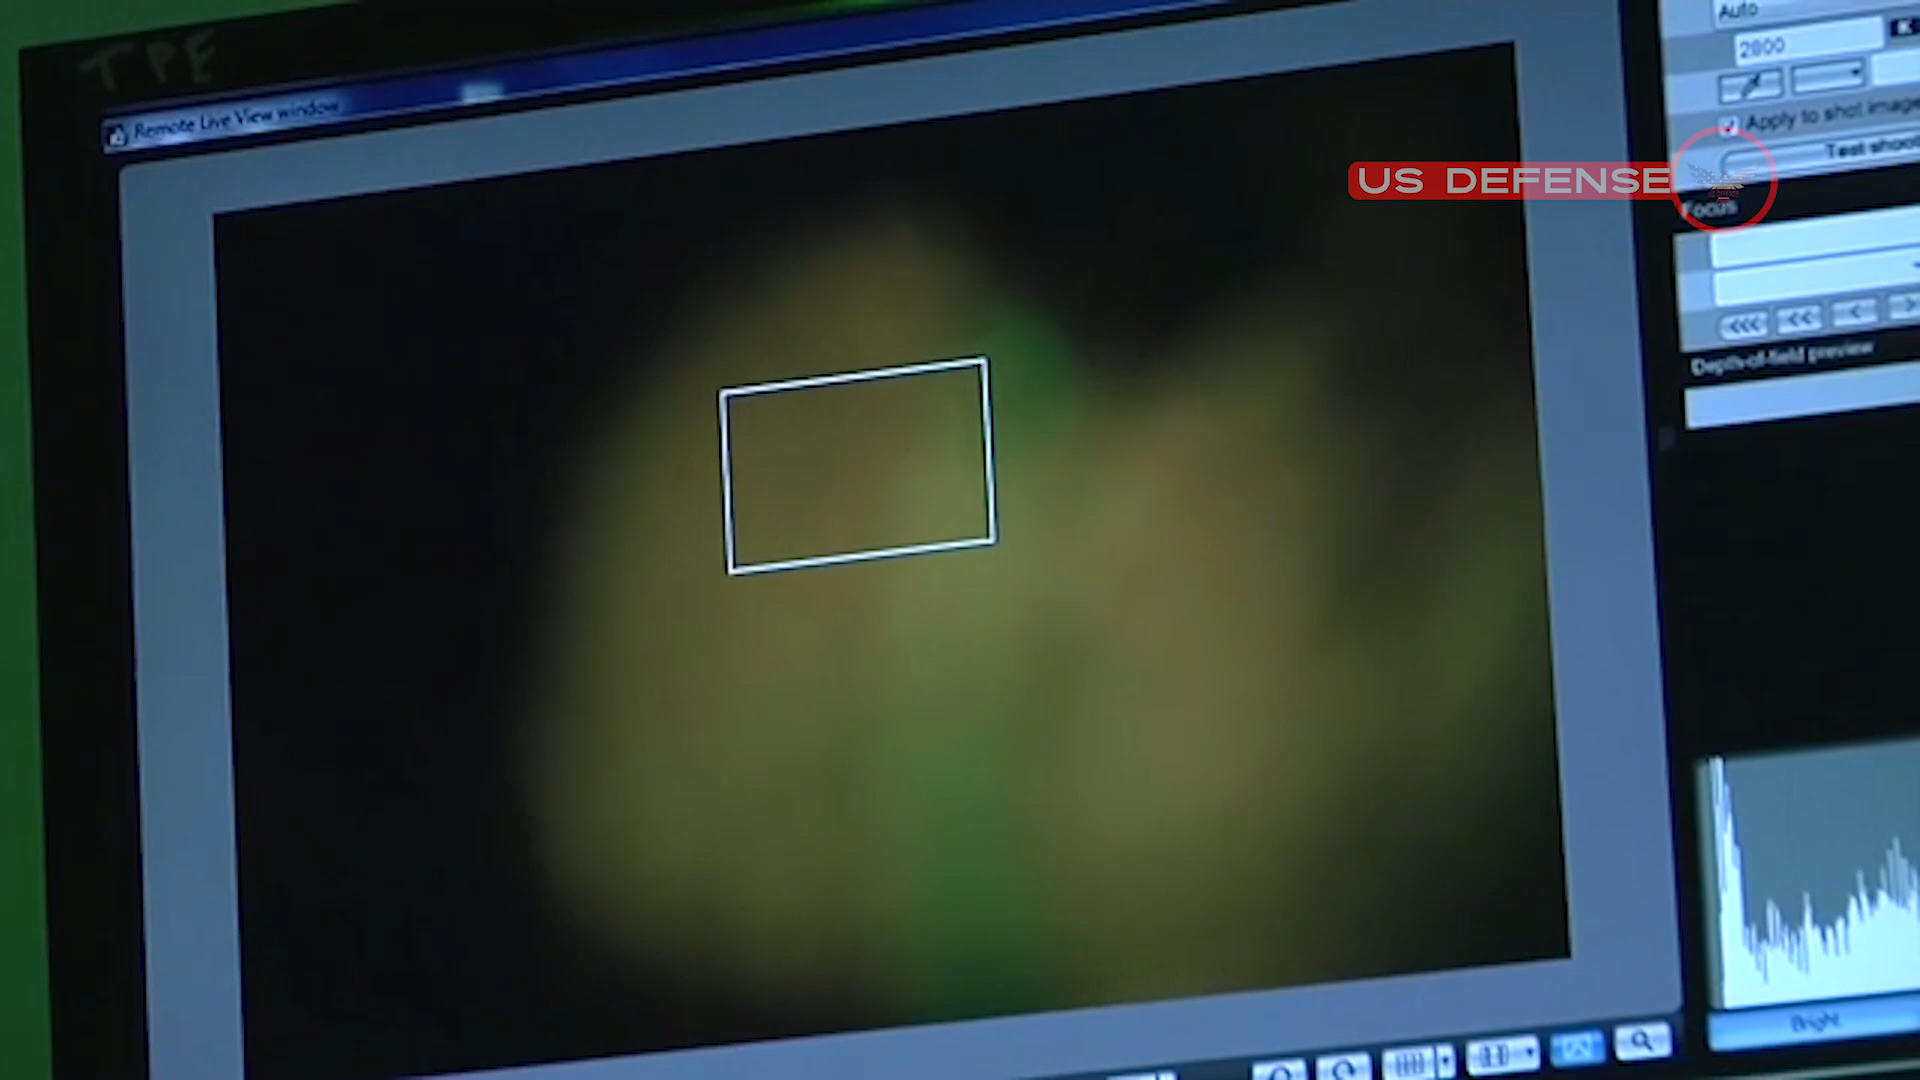 TPE
Remote Live View window
Auto
2800
Apply to shot image
Test shoot
US DEFENSE
Focus
<<<
<<
<
>
Depth-of-field preview
Bright